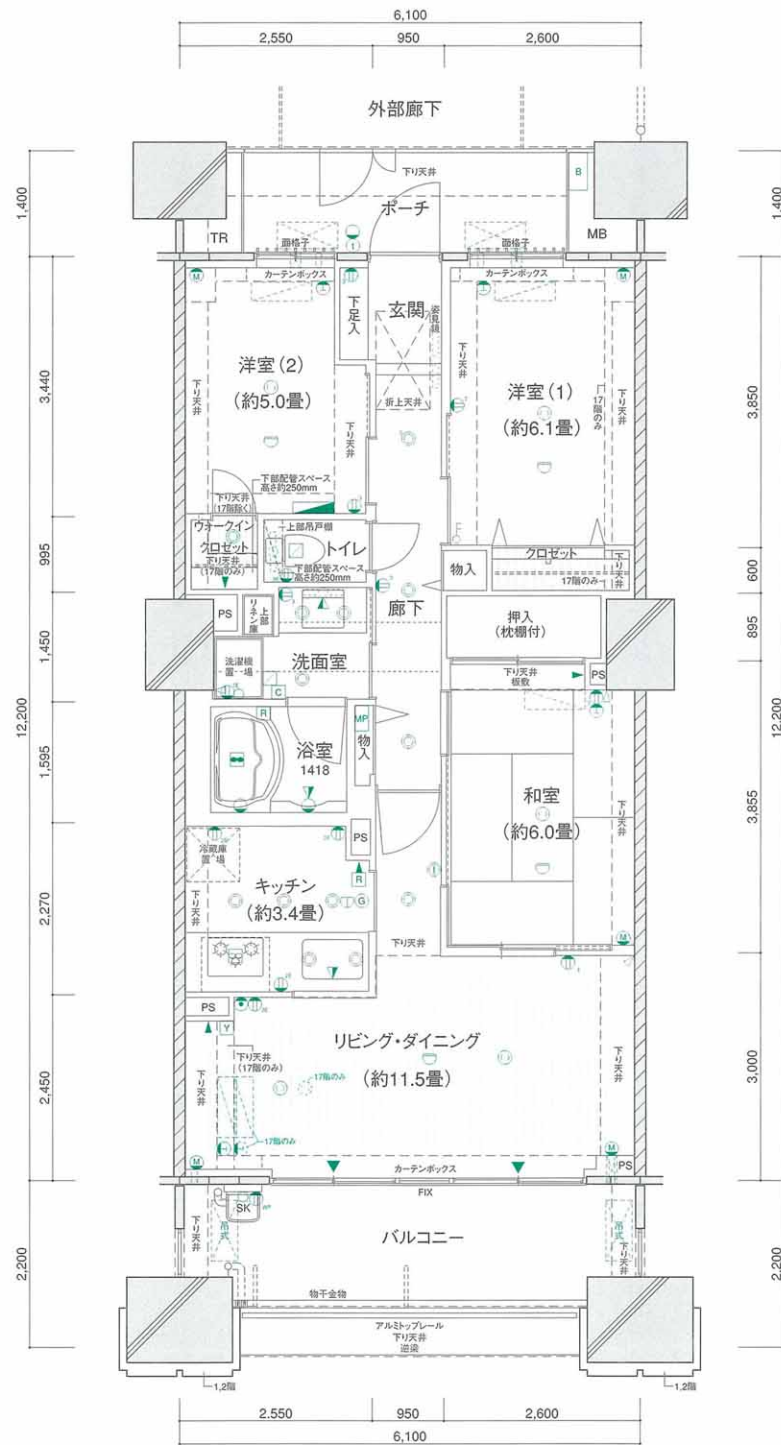 6,100
2,550 950 2,600
外部廊下
下り天井
B
ポーチ
1,400
1,400
TR
面格子
1
面格子
MB
カーテンボックス
カーテンボックス
M
M
下足入
玄関
姿見鏡
洋室(2)
(約5.0畳)
洋室(1)
(約6.1畳)
下り天井
下り天井
17階のみ
下り天井
折上天井
3,440
3,850
下り天井
下部配管スペース
高さ約250mm
下り天井
(17階除く)
ウォークイン
クロゼット
下り天井
(17階のみ)
上部吊戸棚
トイレ
下部配管スペース
高さ約250mm
995
600
物入
クロゼット
17階のみ
下り天井
PS
上部
リネン庫
廊下
押入
(枕棚付)
895
1,450
洗濯機
置場
洗面室
C
下り天井
板敷
PS
12,200
12,200
R
MP
物入
浴室
1418
1,595
和室
(約6.0畳)
下り天井
3,855
PS
冷蔵庫
置場
R
キッチン
(約3.4畳)
G
下り天井
2,270
下り天井
M
PS
Y
リビング・ダイニング
(約11.5畳)
下り天井
(17階のみ)
17階のみ
下り天井
下り天井
17階のみ
2,450
3,000
M
M
カーテンボックス
PS
FIX
SK
バルコニー
下り天井
吊式
吊式
下り天井
2,200
2,200
物干金物
アルミトップレール
下り天井
逆梁
1,2階
1,2階
2.550 950 2,600
6,100